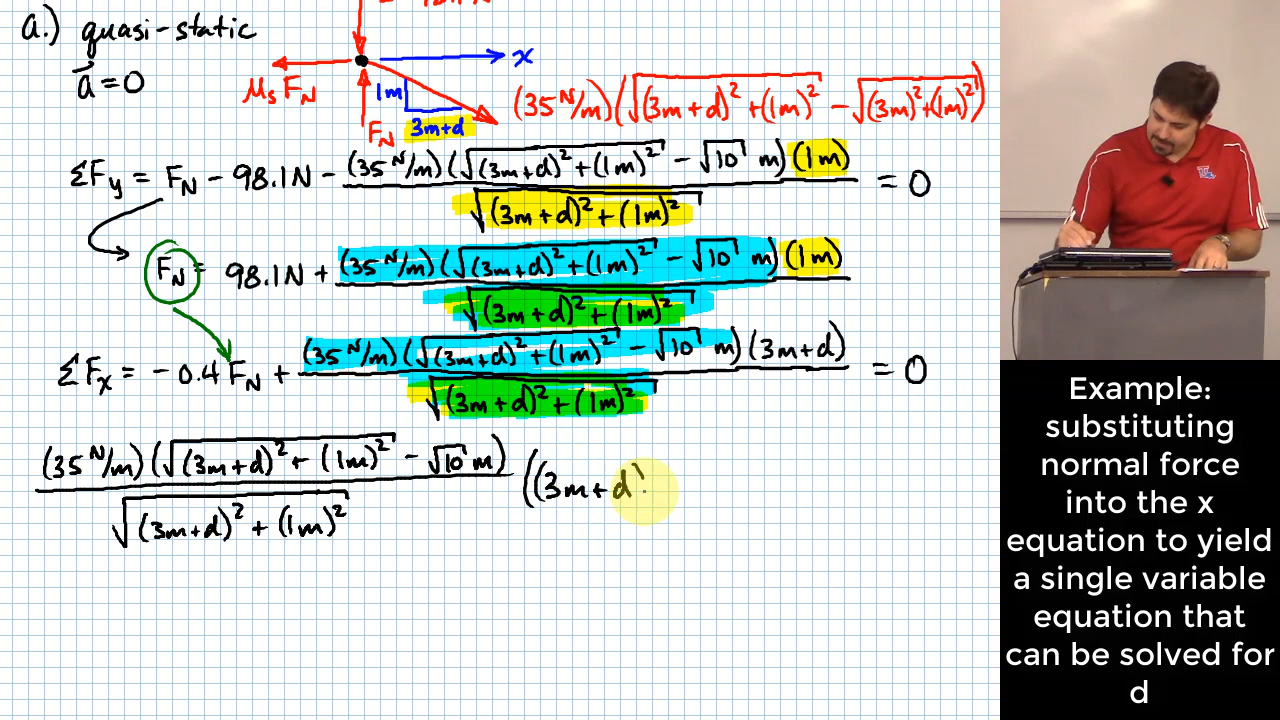 a.) quasi-static
a⃗ = 0
x
μs FN
1m
3m+d
FN
(35 N/m)(√((3m+d)² + (1m)²) - √((3m)² + (1m)²))
ΣFy = FN - 98.1N - (35 N/m)(√((3m+d)² + (1m)²) - √10 m)(1m) / √((3m+d)² + (1m)²) = 0
FN = 98.1N + (35 N/m)(√((3m+d)² + (1m)²) - √10 m)(1m) / √((3m+d)² + (1m)²)
ΣFx = - 0.4 FN + (35 N/m)(√((3m+d)² + (1m)²) - √10 m)(3m+d) / √((3m+d)² + (1m)²) = 0
(35 N/m)(√((3m+d)² + (1m)²) - √10 m) / √((3m+d)² + (1m)²) ((3m+d)
Example:
substituting
normal force
into the x
equation to yield
a single variable
equation that
can be solved for
d